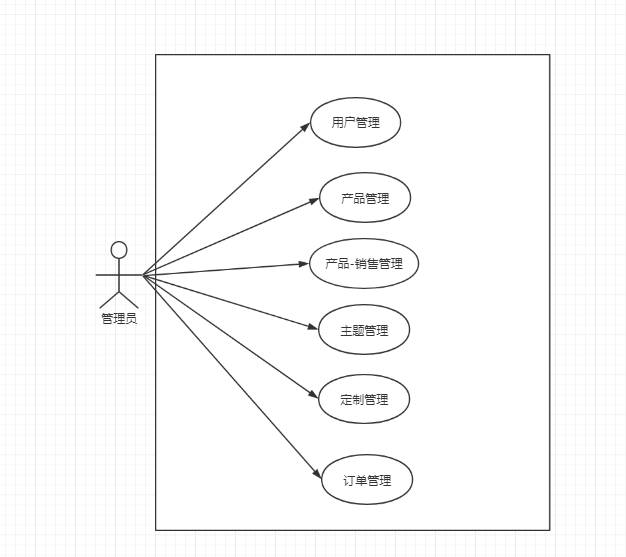 用户管理
产品管理
产品-销售管理
管理员
主题管理
定制管理
订单管理